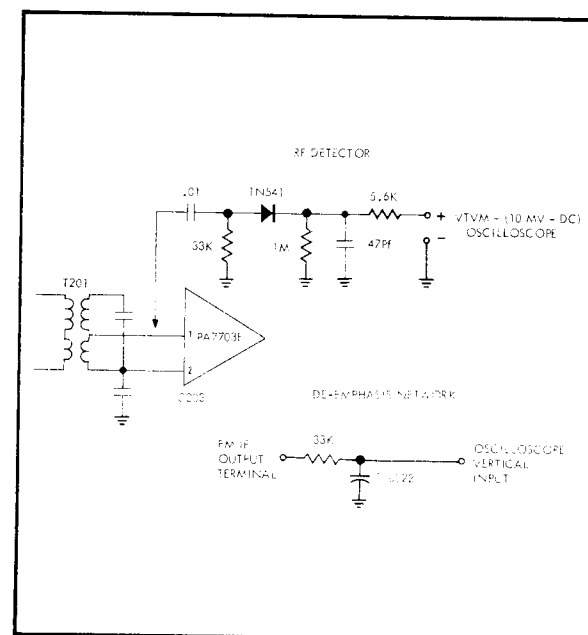 RF DETECTOR
.01
1N541
5.6K
+
VTVM - (10 MV - DC)
OSCILLOSCOPE
-
33K
1M
47Pf
T201
1
2
DE-EMPHASIS NETWORK
FM IF
OUTPUT
TERMINAL
33K
OSCILLOSCOPE
VERTICAL
INPUT